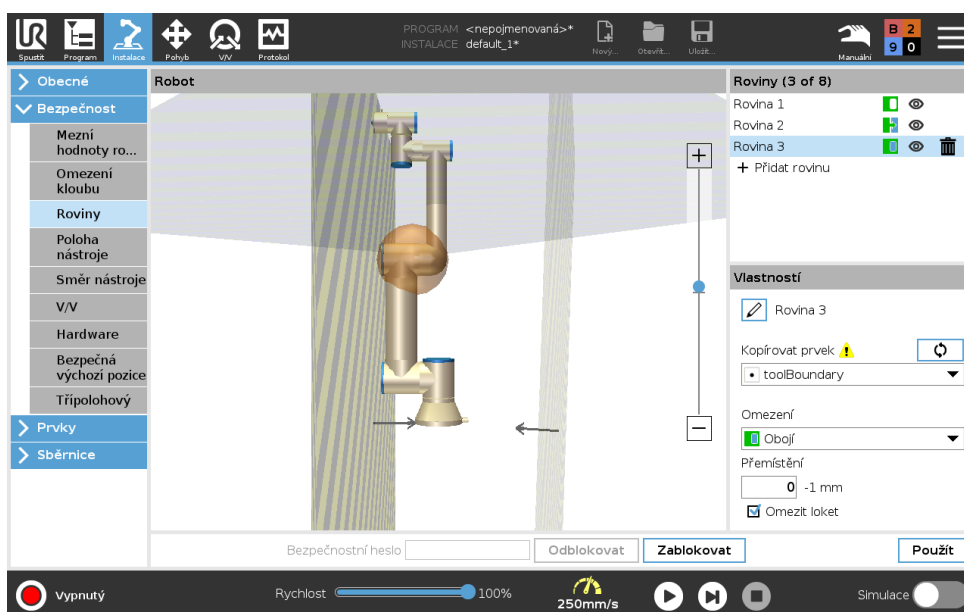 UR
PROGRAM <nepojmenovaná>*
INSTALACE default_1*
B 2
9 0
Spustit Program Instalace Pohyb V/V Protokol Nový... Otevřít... Uložit... Manuální
Obecné
Bezpečnost
Mezní
hodnoty ro...
Omezení
kloubu
Roviny
Poloha
nástroje
Směr nástroje
V/V
Hardware
Bezpečná
výchozí pozice
Třípolohový
Prvky
Sběrnice
Robot
Roviny (3 of 8)
Rovina 1
Rovina 2
Rovina 3
+ Přidat rovinu
Vlastností
Rovina 3
Kopírovat prvek
toolBoundary
Omezení
Obojí
Přemístění
0 -1 mm
Omezit loket
Bezpečnostní heslo Odblokovat Zablokovat Použít
Vypnutý Rychlost 100% 250mm/s Simulace